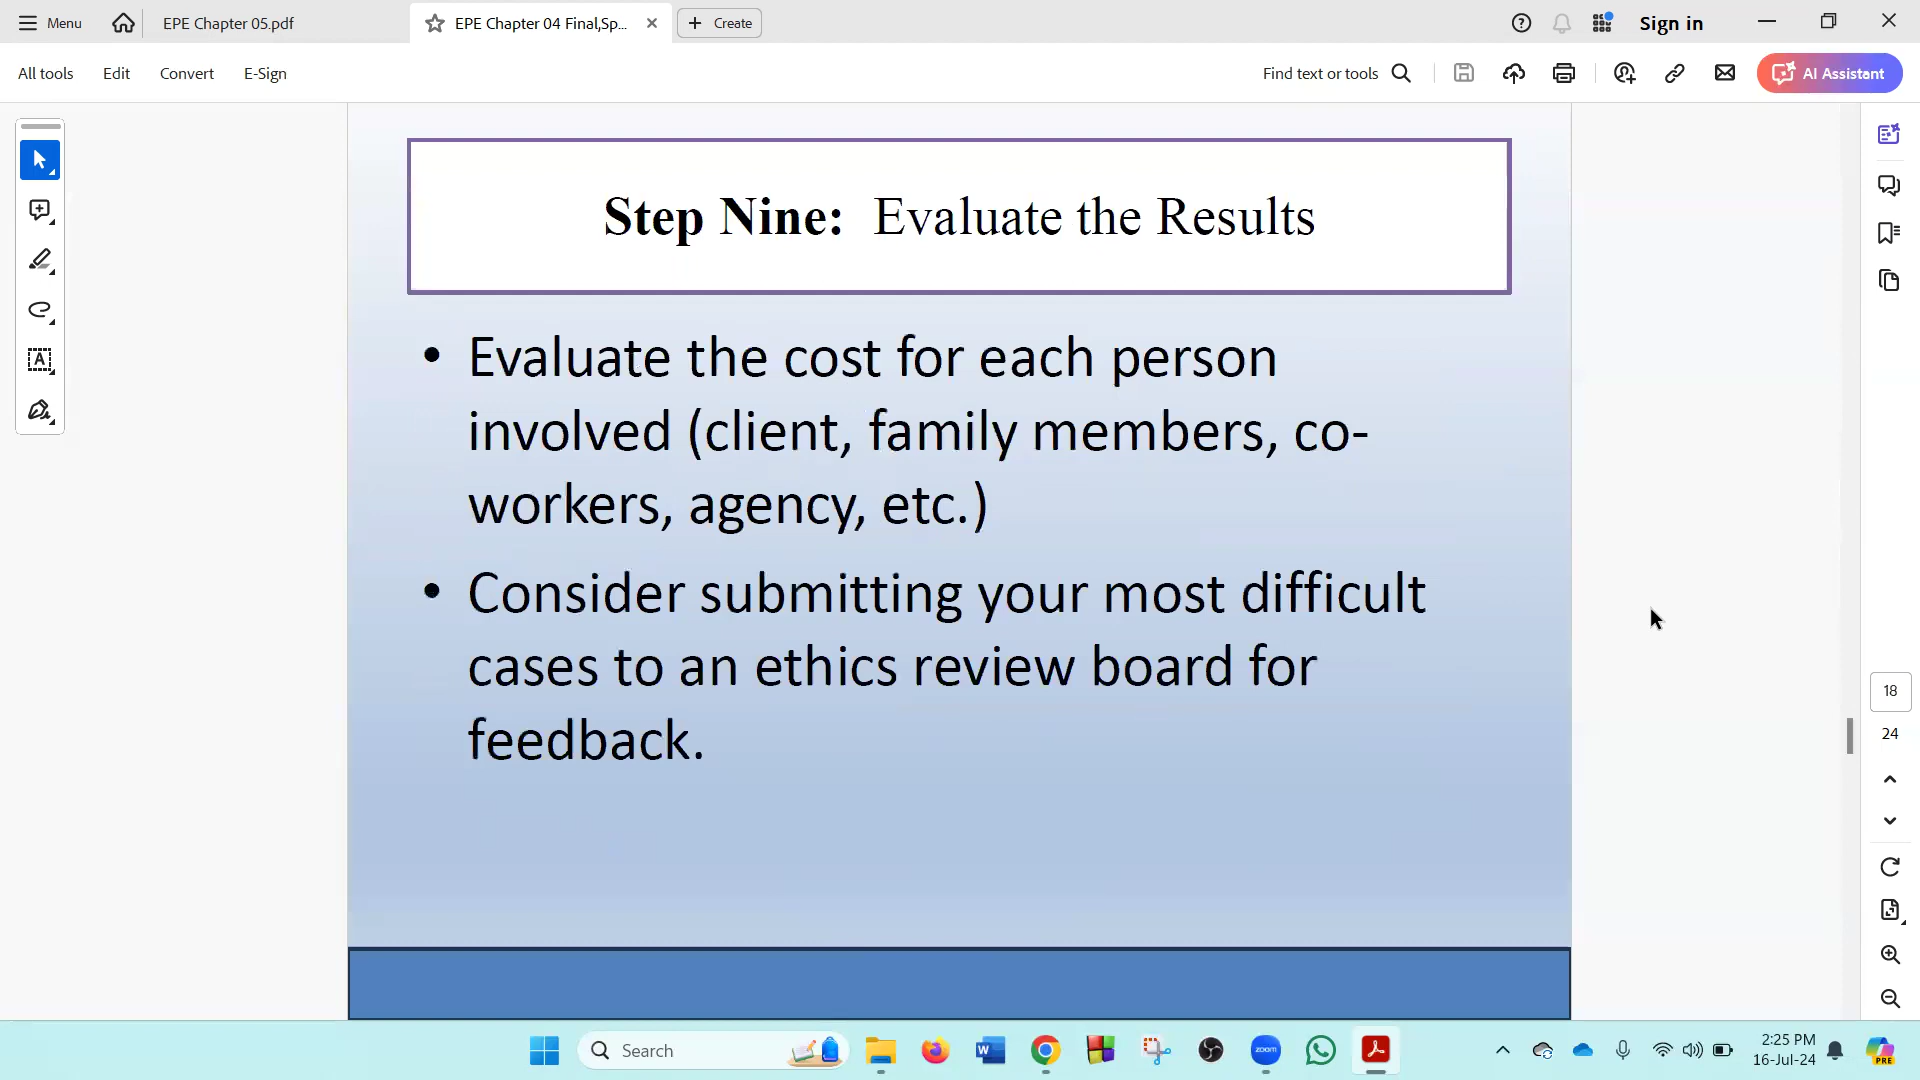 Menu
EPE Chapter 05.pdf
EPE Chapter 04 Final,Sp...
Create
Sign in
All tools
Edit
Convert
E-Sign
Find text or tools
AI Assistant
Step Nine: Evaluate the Results
• Evaluate the cost for each person
involved (client, family members, co-
workers, agency, etc.)
• Consider submitting your most difficult
cases to an ethics review board for
feedback.
18
24
Search
zoom
2:25 PM
16-Jul-24
PRE